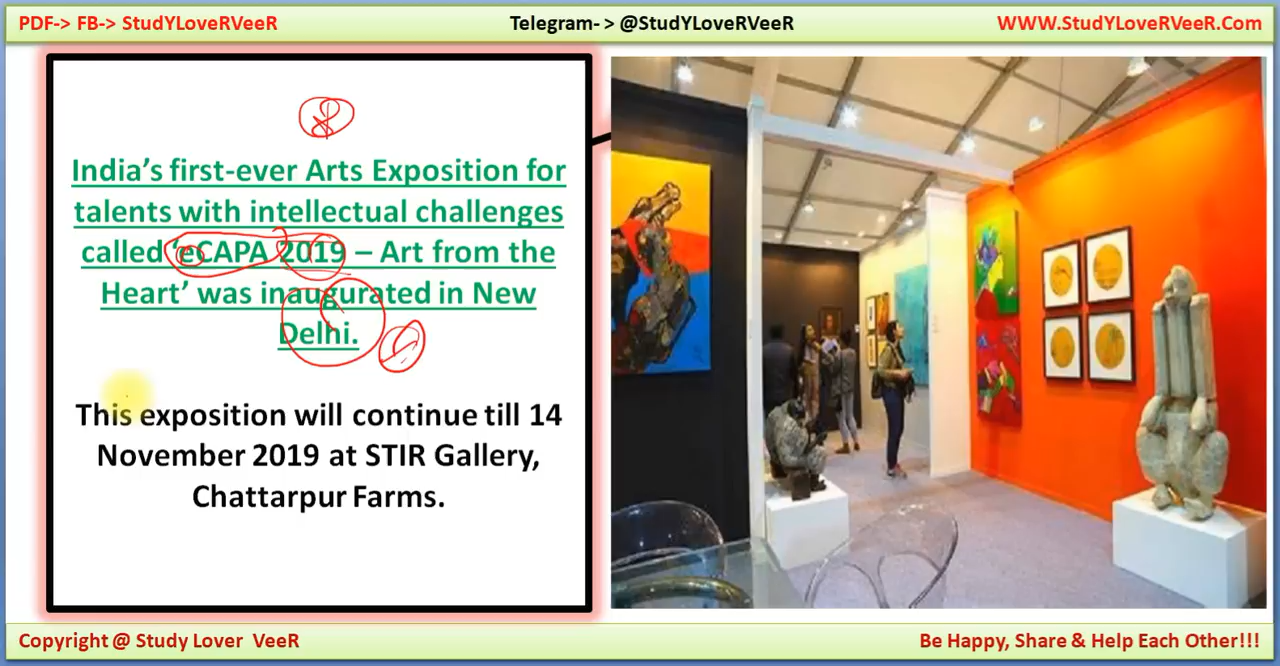 PDF-> FB-> StudYLoveRVeeR
Telegram- > @StudYLoveRVeeR
WWW.StudYLoveRVeeR.Com
8
India's first-ever Arts Exposition for
talents with intellectual challenges
called 'eCAPA 2019 – Art from the
Heart' was inaugurated in New
Delhi.
This exposition will continue till 14
November 2019 at STIR Gallery,
Chattarpur Farms.
Copyright @ Study Lover VeeR
Be Happy, Share & Help Each Other!!!